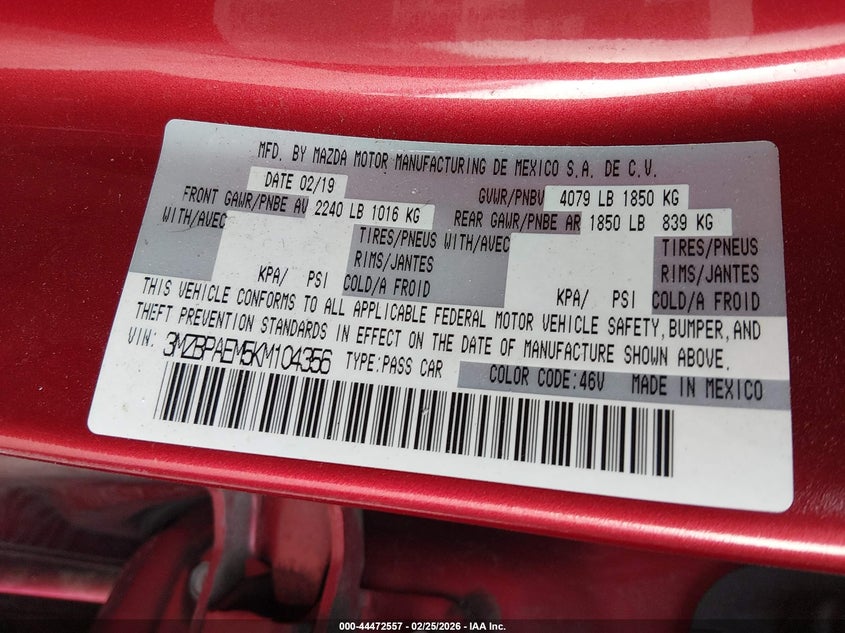 MFD. BY MAZDA MOTOR MANUFACTURING DE MEXICO S.A. DE C.V.
DATE 02/19 GVWR/PNBV 4079 LB 1850 KG
FRONT GAWR/PNBE AV 2240 LB 1016 KG REAR GAWR/PNBE AR 1850 LB 839 KG
WITH/AVEC TIRES/PNEUS WITH/AVEC TIRES/PNEUS
RIMS/JANTES RIMS/JANTES
KPA/ PSI COLD/A FROID KPA/ PSI COLD/A FROID
THIS VEHICLE CONFORMS TO ALL APPLICABLE FEDERAL MOTOR VEHICLE SAFETY, BUMPER, AND
THEFT PREVENTION STANDARDS IN EFFECT ON THE DATE OF MANUFACTURE SHOWN ABOVE.
VIN: 3MZBPAEM5KM104356 TYPE:PASS CAR
COLOR CODE:46V MADE IN MEXICO
000-44472557 - 02/25/2026 - IAA Inc.